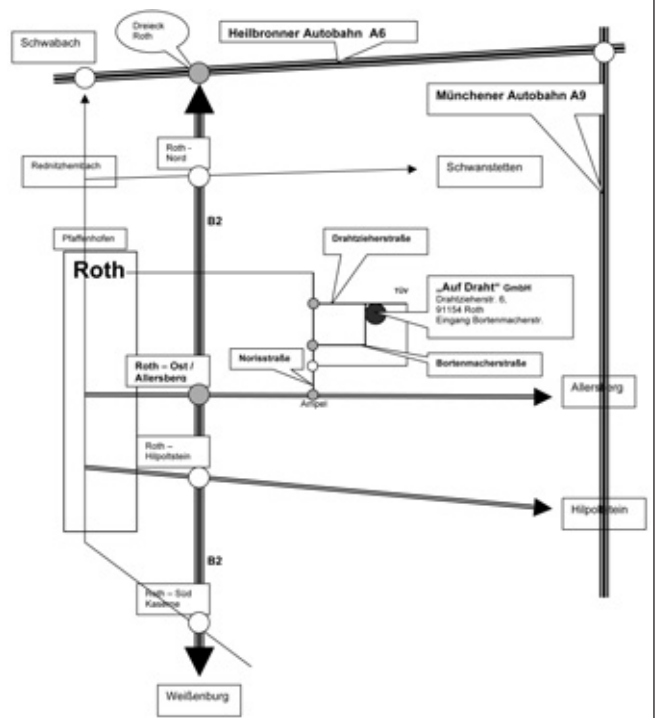 Dreieck
Roth
Heilbronner Autobahn A6
Schwabach
Münchener Autobahn A9
Roth -
Nord
Rednitzhembach
Schwanstetten
B2
Pfaffenhofen
Drahtzieherstraße
Roth
TÜV
„Auf Draht“ GmbH
Drahtzieherstr. 6,
91154 Roth
Eingang Bortenmacherstr.
Roth – Ost /
Allersberg
Norisstraße
Bortenmacherstraße
Allersberg
Ampel
Roth –
Hilpoltstein
Hilpoltstein
B2
Roth – Süd
Kaserne
Weißenburg